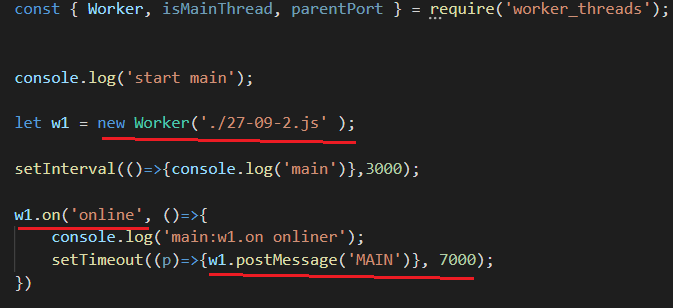 const { Worker, isMainThread, parentPort } = require('worker_threads');
console.log('start main');
let w1 = new Worker('./27-09-2.js' );
setInterval(()=>{console.log('main')},3000);
w1.on('online', ()=>{
    console.log('main:w1.on onliner');
    setTimeout((p)=>{w1.postMessage('MAIN')}, 7000);
})